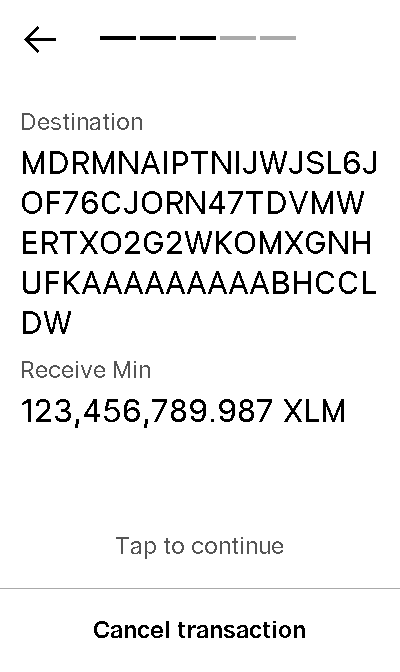 Destination
MDRMNAIPTNIJWJSL6J
OF76CJORN47TDVMW
ERTXO2G2WKOMXGNH
UFKAAAAAAAAABHCCL
DW
Receive Min
123,456,789.987 XLM
Tap to continue
Cancel transaction